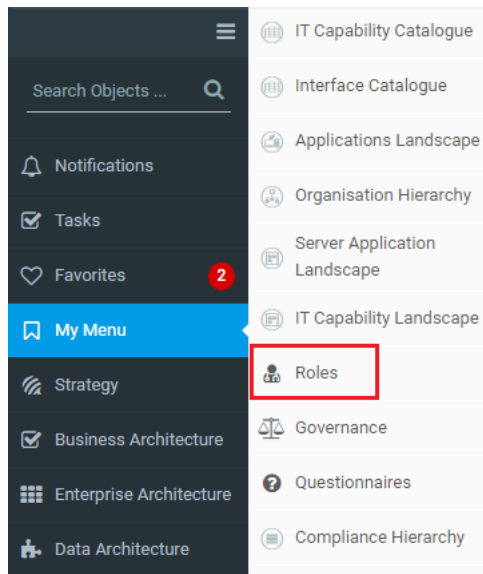 Search Objects ...
Notifications
Tasks
Favorites
2
My Menu
Strategy
Business Architecture
Enterprise Architecture
Data Architecture
IT Capability Catalogue
Interface Catalogue
Applications Landscape
Organisation Hierarchy
Server Application
Landscape
IT Capability Landscape
Roles
Governance
Questionnaires
Compliance Hierarchy